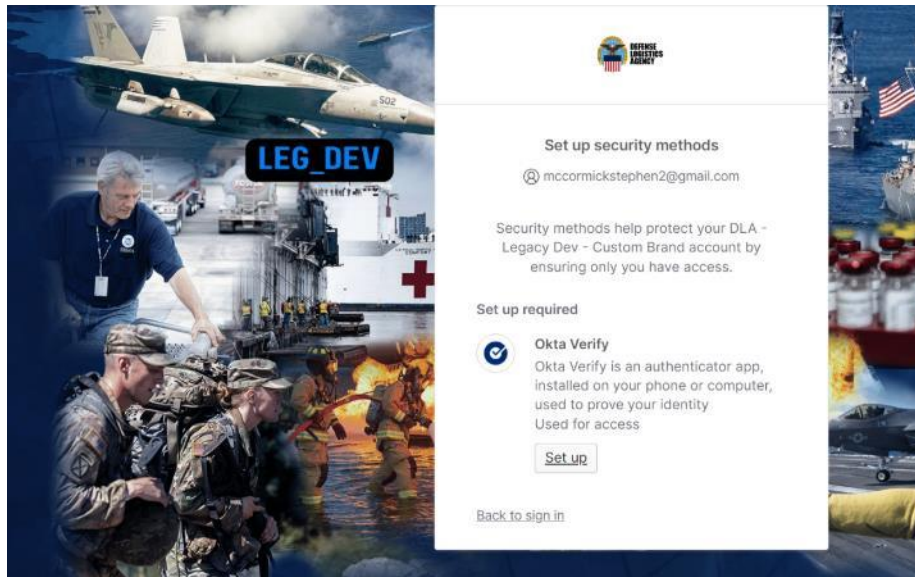 502
LEG_DEV
DEFENSE
LOGISTICS
AGENCY
Set up security methods
mccormickstephen2@gmail.com
Security methods help protect your DLA -
Legacy Dev - Custom Brand account by
ensuring only you have access.
Set up required
Okta Verify
Okta Verify is an authenticator app,
installed on your phone or computer,
used to prove your identity
Used for access
Set up
Back to sign in